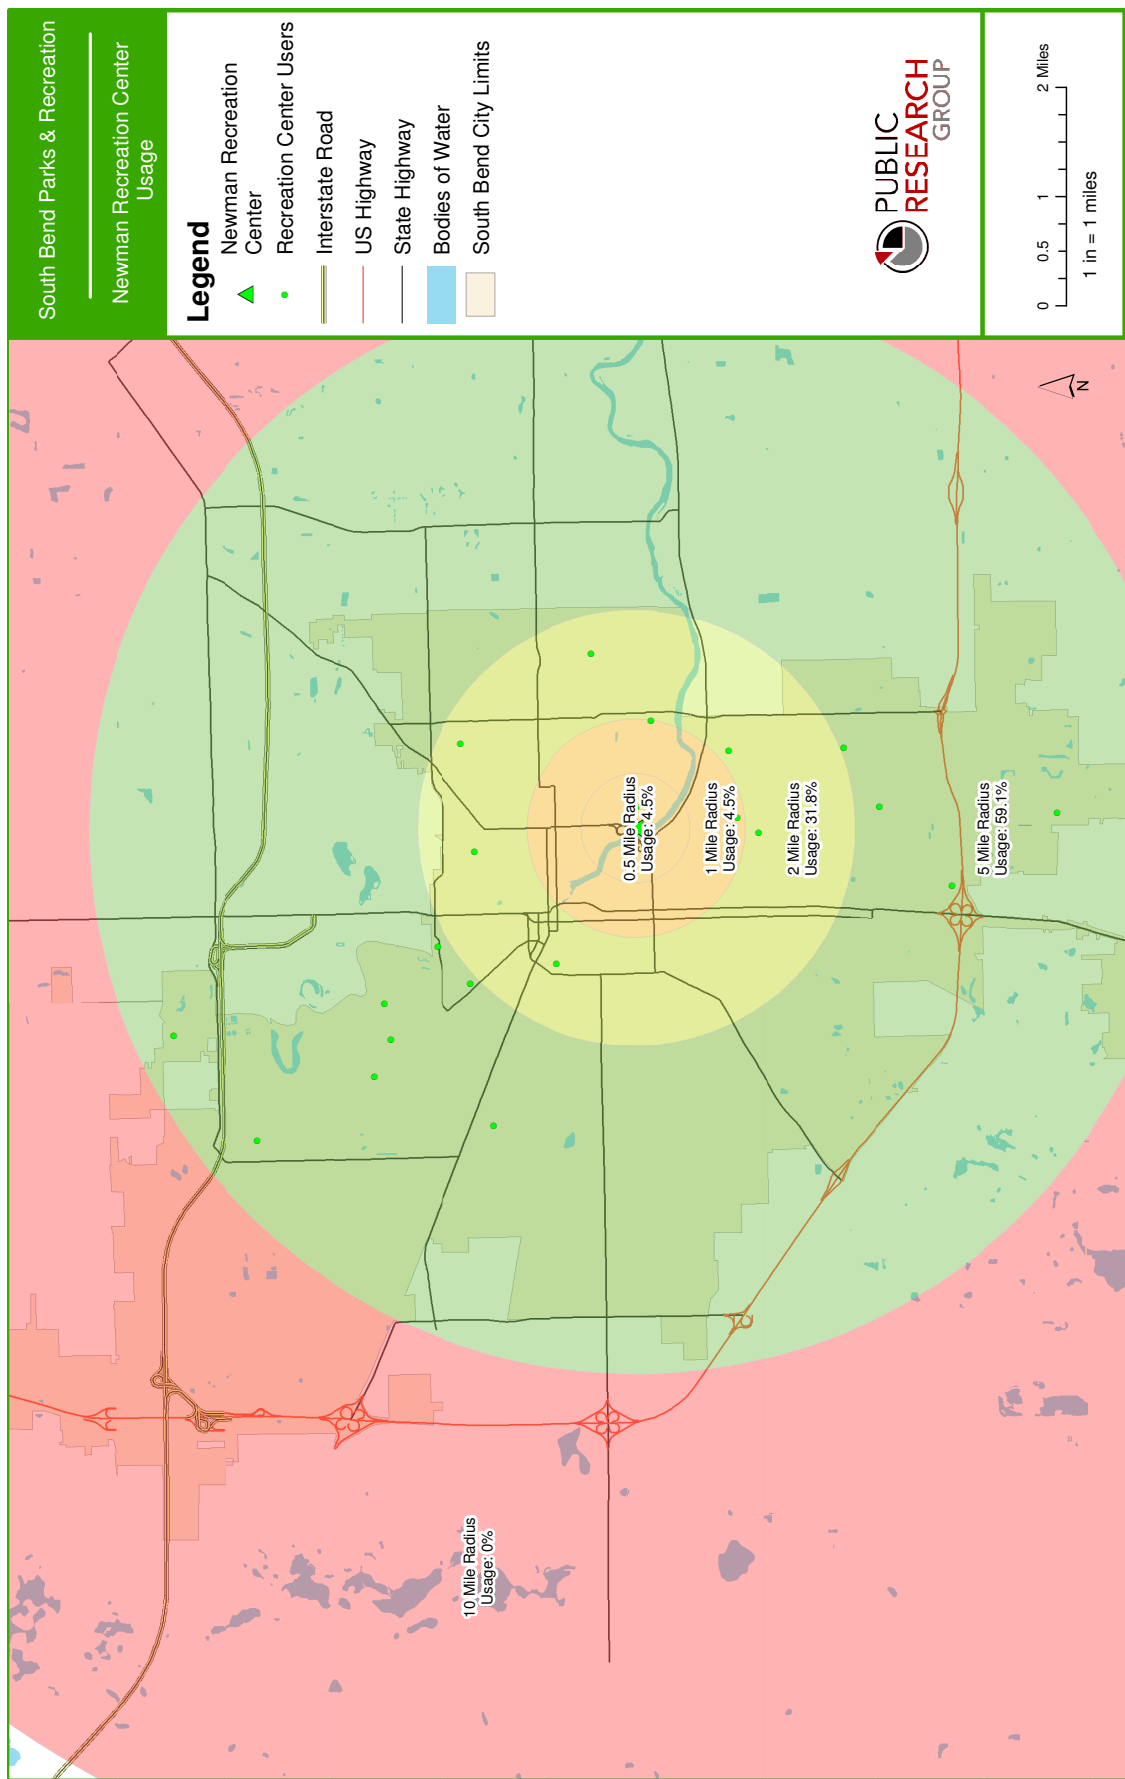 South Bend Parks & Recreation
Newman Recreation Center
Usage
Legend
Newman Recreation
Center
Recreation Center Users
Interstate Road
US Highway
State Highway
Bodies of Water
South Bend City Limits
PUBLIC
RESEARCH
GROUP
0 0.5 1 2 Miles
1 in = 1 miles
N
0.5 Mile Radius
Usage: 4.5%
1 Mile Radius
Usage: 4.5%
2 Mile Radius
Usage: 31.8%
5 Mile Radius
Usage: 59.1%
10 Mile Radius
Usage: 0%